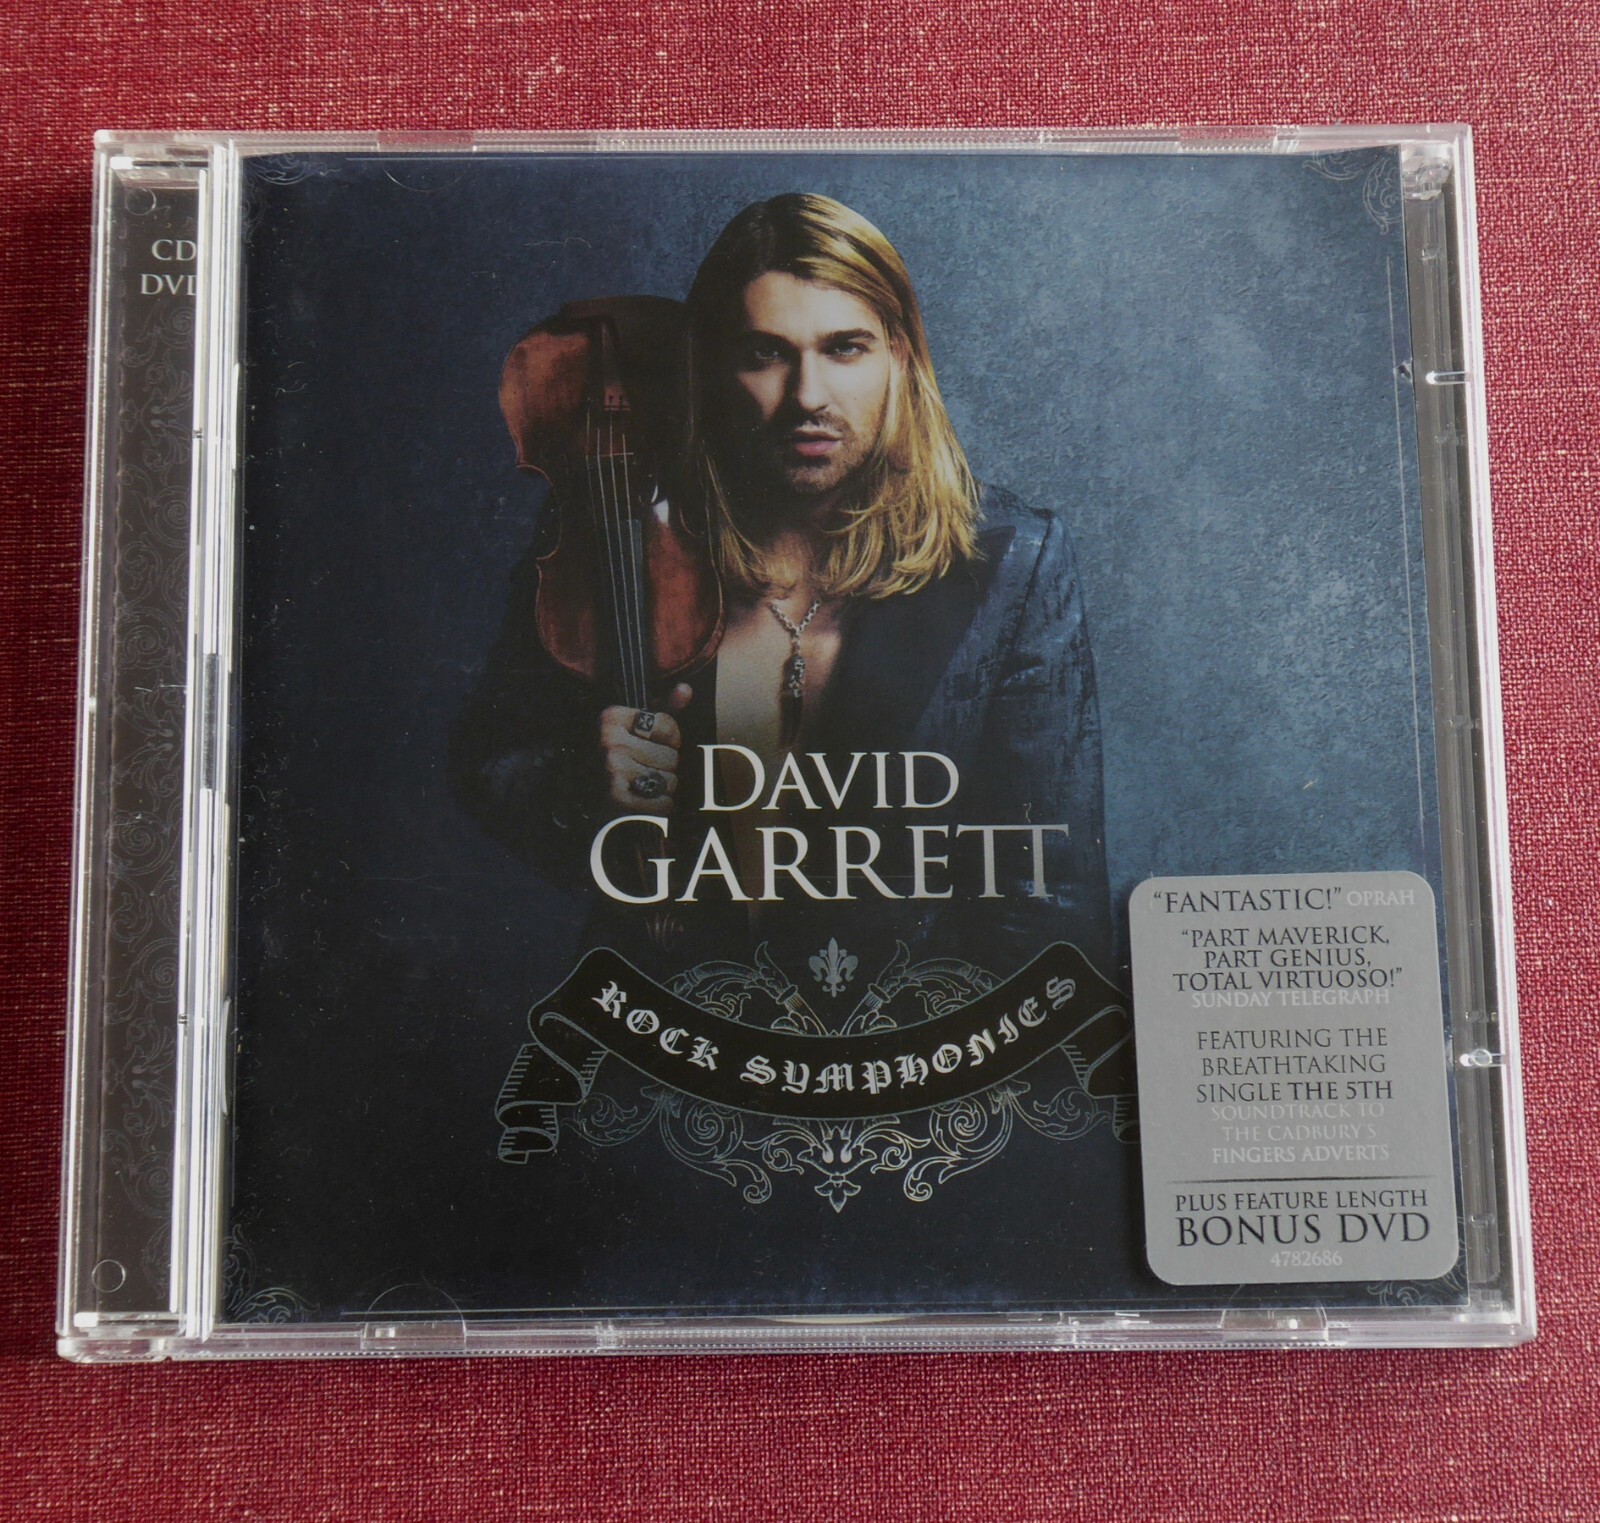 CD
DVD
DAVID
GARRETT
ROCK SYMPHONIES
“FANTASTIC!” OPRAH
“PART MAVERICK,
PART GENIUS,
TOTAL VIRTUOSO!”
SUNDAY TELEGRAPH
FEATURING THE
BREATHTAKING
SINGLE THE 5TH
SOUNDTRACK TO
THE CADBURY'S
FINGERS ADVERTS
PLUS FEATURE LENGTH
BONUS DVD
4782686